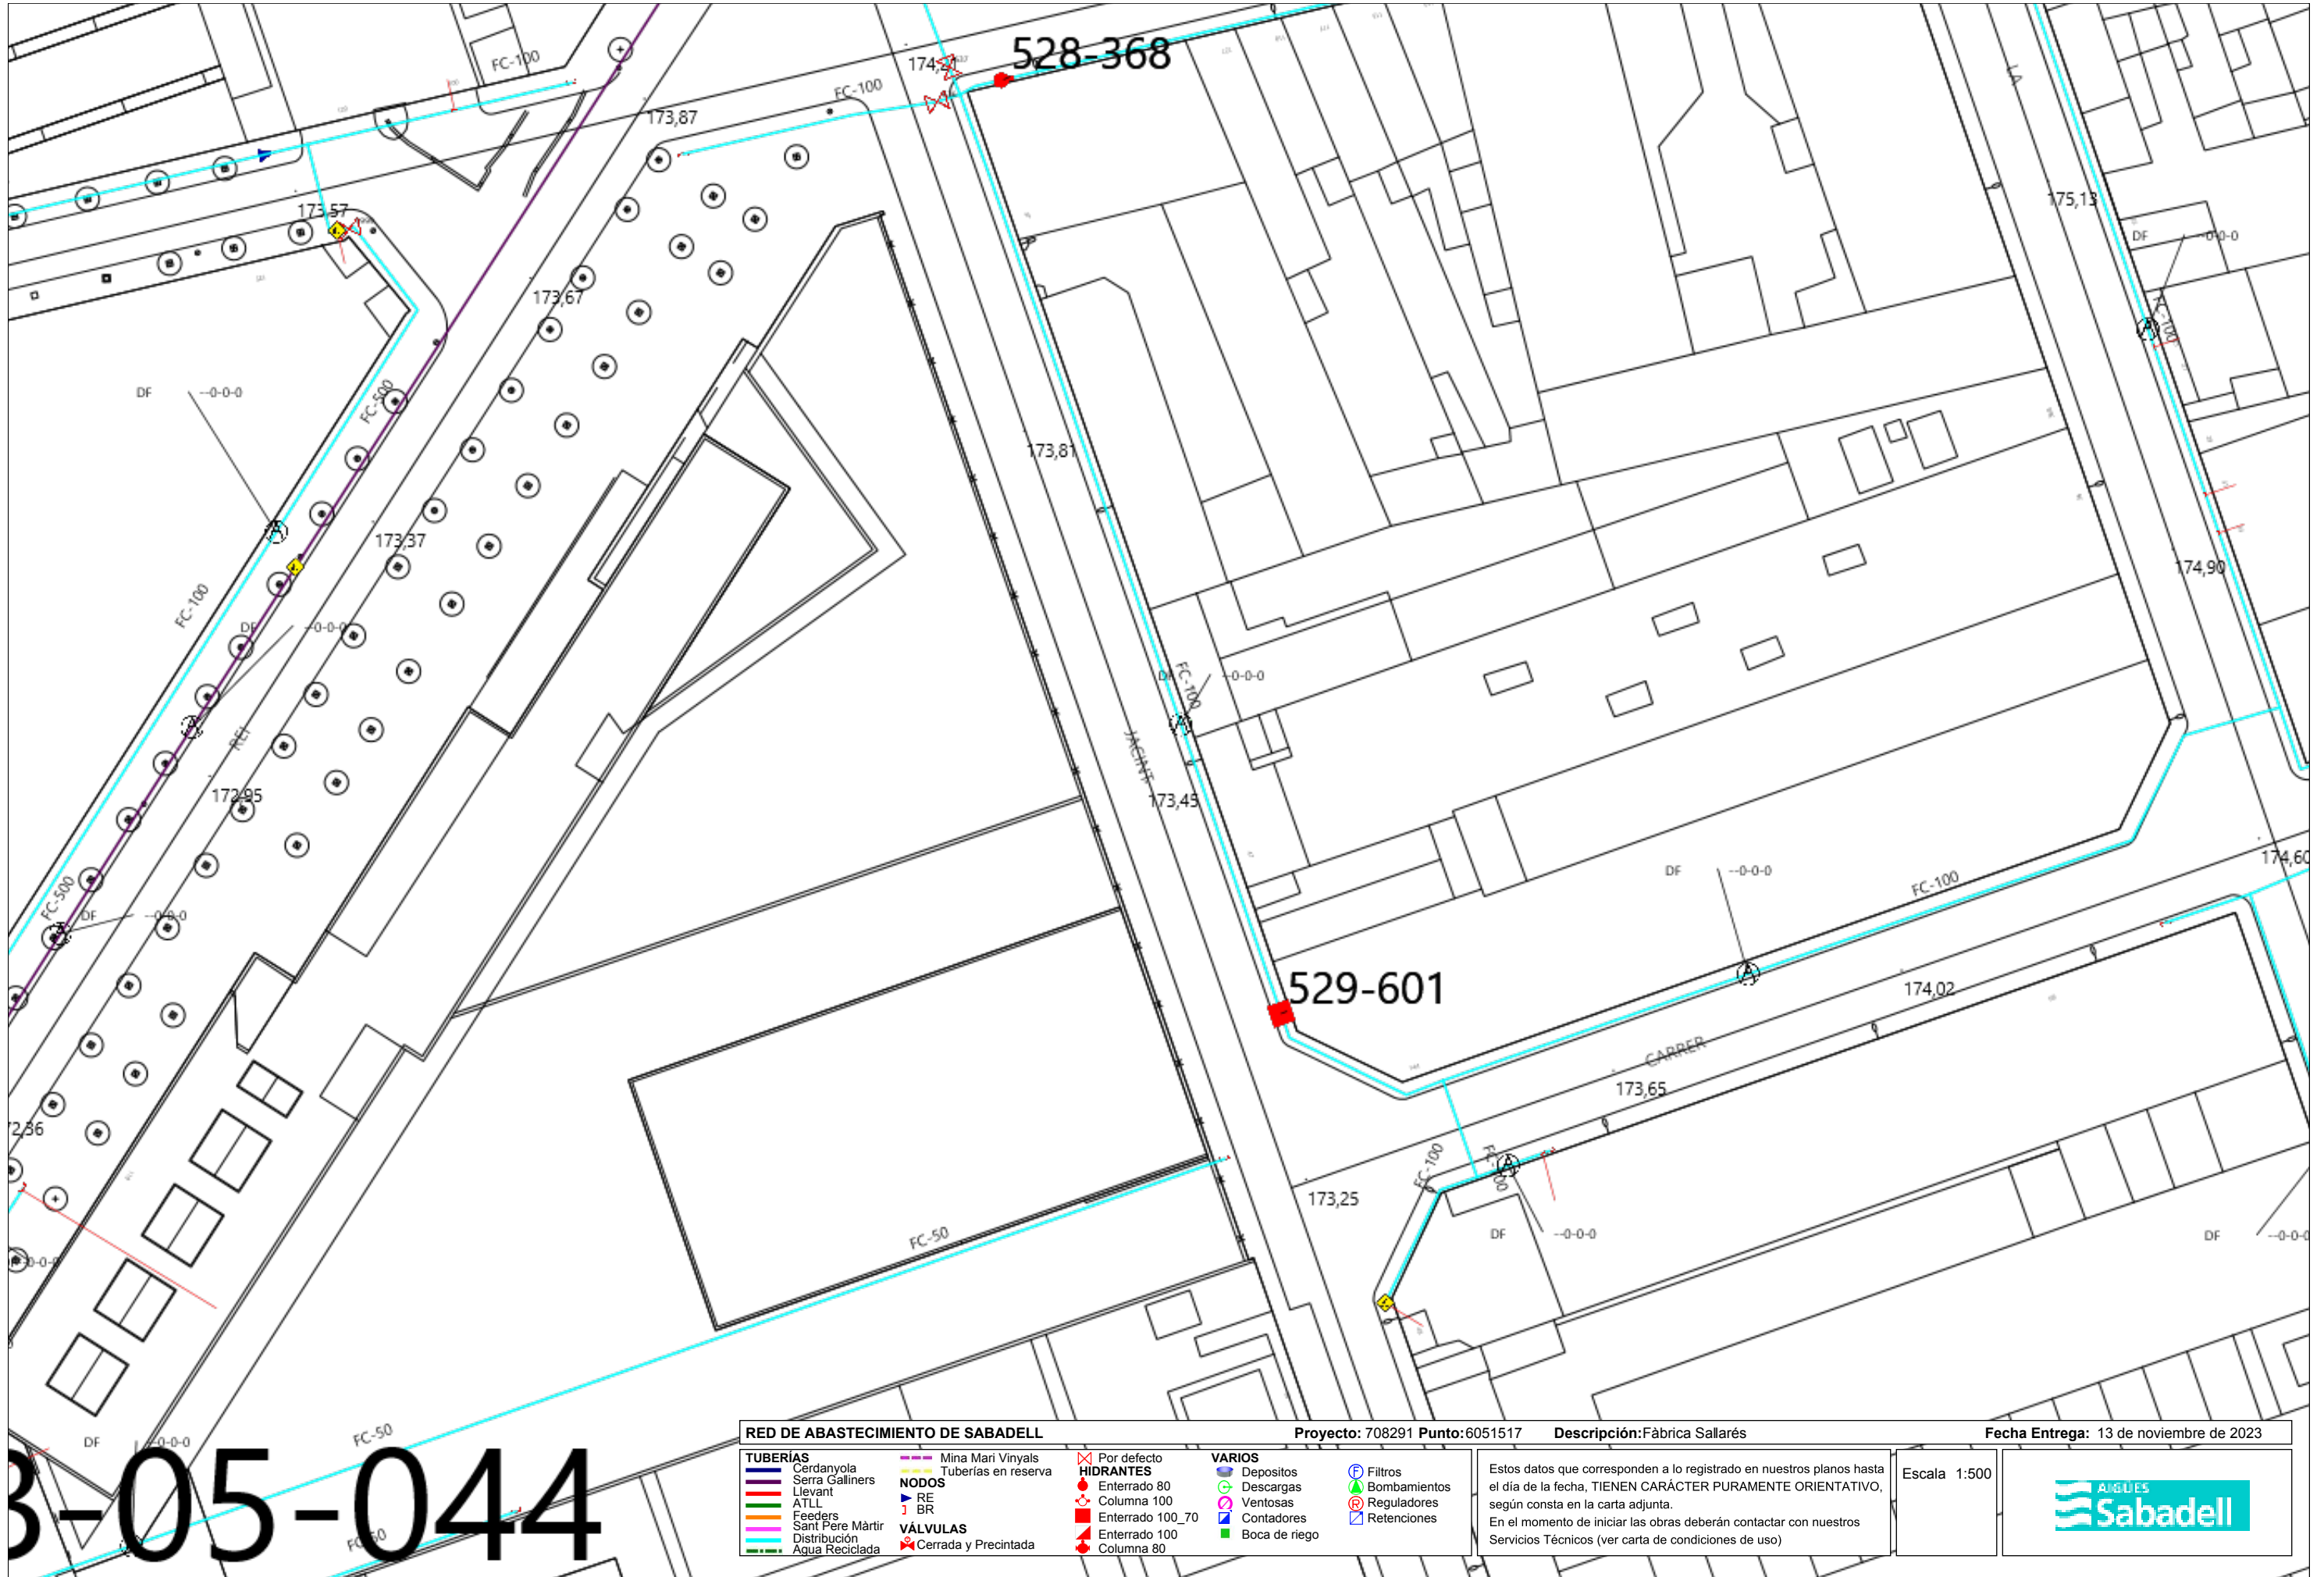 528-368
FC-100
174,21
FC-100
173,87
175,13
173,57
DF --0-0-0
173,67
FC-100
DF --0-0-0
FC-500
173,81
173,37
174,90
FC-100
DF --0-0-0
DF --0-0-0
FC-100
REI
JACINT
172,95
173,45
174,60
DF --0-0-0
FC-100
FC-500
DF --0-0-0
529-601
174,02
CARRER
173,65
72,36
FC-100
FC-100
173,25
DF --0-0-0
DF --0-0-0
FC-50
0-0-0
LA
FC-50
DF --0-0-0
3-05-044
FC-50
RED DE ABASTECIMIENTO DE SABADELL Proyecto: 708291 Punto:6051517 Descripción:Fàbrica Sallarés Fecha Entrega: 13 de noviembre de 2023
TUBERÍAS
Cerdanyola
Serra Galliners
Llevant
ATLL
Feeders
Sant Pere Màrtir
Distribución
Agua Reciclada
Mina Mari Vinyals
Tuberías en reserva
NODOS
RE
BR
VÁLVULAS
Cerrada y Precintada
Por defecto
HIDRANTES
Enterrado 80
Columna 100
Enterrado 100_70
Enterrado 100
Columna 80
VARIOS
Depositos
Descargas
Ventosas
Contadores
Boca de riego
Filtros
Bombamientos
Reguladores
Retenciones
Estos datos que corresponden a lo registrado en nuestros planos hasta
el día de la fecha, TIENEN CARÁCTER PURAMENTE ORIENTATIVO,
según consta en la carta adjunta.
En el momento de iniciar las obras deberán contactar con nuestros
Servicios Técnicos (ver carta de condiciones de uso)
Escala 1:500
AIGÜES
Sabadell